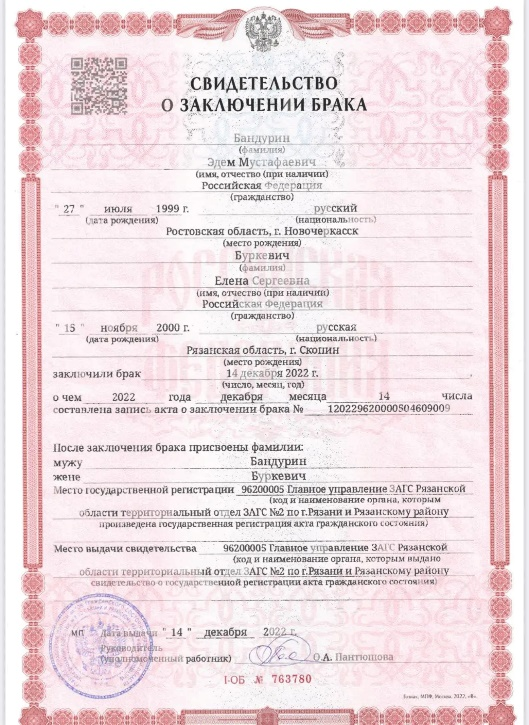 СВИДЕТЕЛЬСТВО
О ЗАКЛЮЧЕНИИ БРАКА
Бандурин
(фамилия)
Эдем Мустафаевич
(имя, отчество (при наличии)
Российская Федерация
(гражданство)
" 27 " июля 1999 г. русский
(дата рождения) (национальность)
Ростовская область, г. Новочеркасск
(место рождения)
Буркевич
(фамилия)
Елена Сергеевна
(имя, отчество (при наличии)
Российская Федерация
(гражданство)
" 15 " ноября 2000 г. русская
(дата рождения) (национальность)
Рязанская область, г. Скопин
(место рождения)
заключили брак 14 декабря 2022 г.
(число, месяц, год)
о чем 2022 года декабря месяца 14 числа
составлена запись акта о заключении брака № 120229620000504609009
После заключения брака присвоены фамилии:
мужу Бандурин
жене Буркевич
Место государственной регистрации 96200005 Главное управление ЗАГС Рязанской
(код и наименование органа, которым
области территориальный отдел ЗАГС №2 по г.Рязани и Рязанскому району
произведена государственная регистрация акта гражданского состояния)
Место выдачи свидетельства 96200005 Главное управление ЗАГС Рязанской
(код и наименование органа, которым выдано
области территориальный отдел ЗАГС №2 по г.Рязани и Рязанскому району
свидетельство о государственной регистрации акта гражданского состояния)
МП Дата выдачи " 14 " декабря 2022 г.
Руководитель
(уполномоченный работник) О.А. Пантюшова
I-ОБ № 763780
МПФ, Москва, 2022, «В».